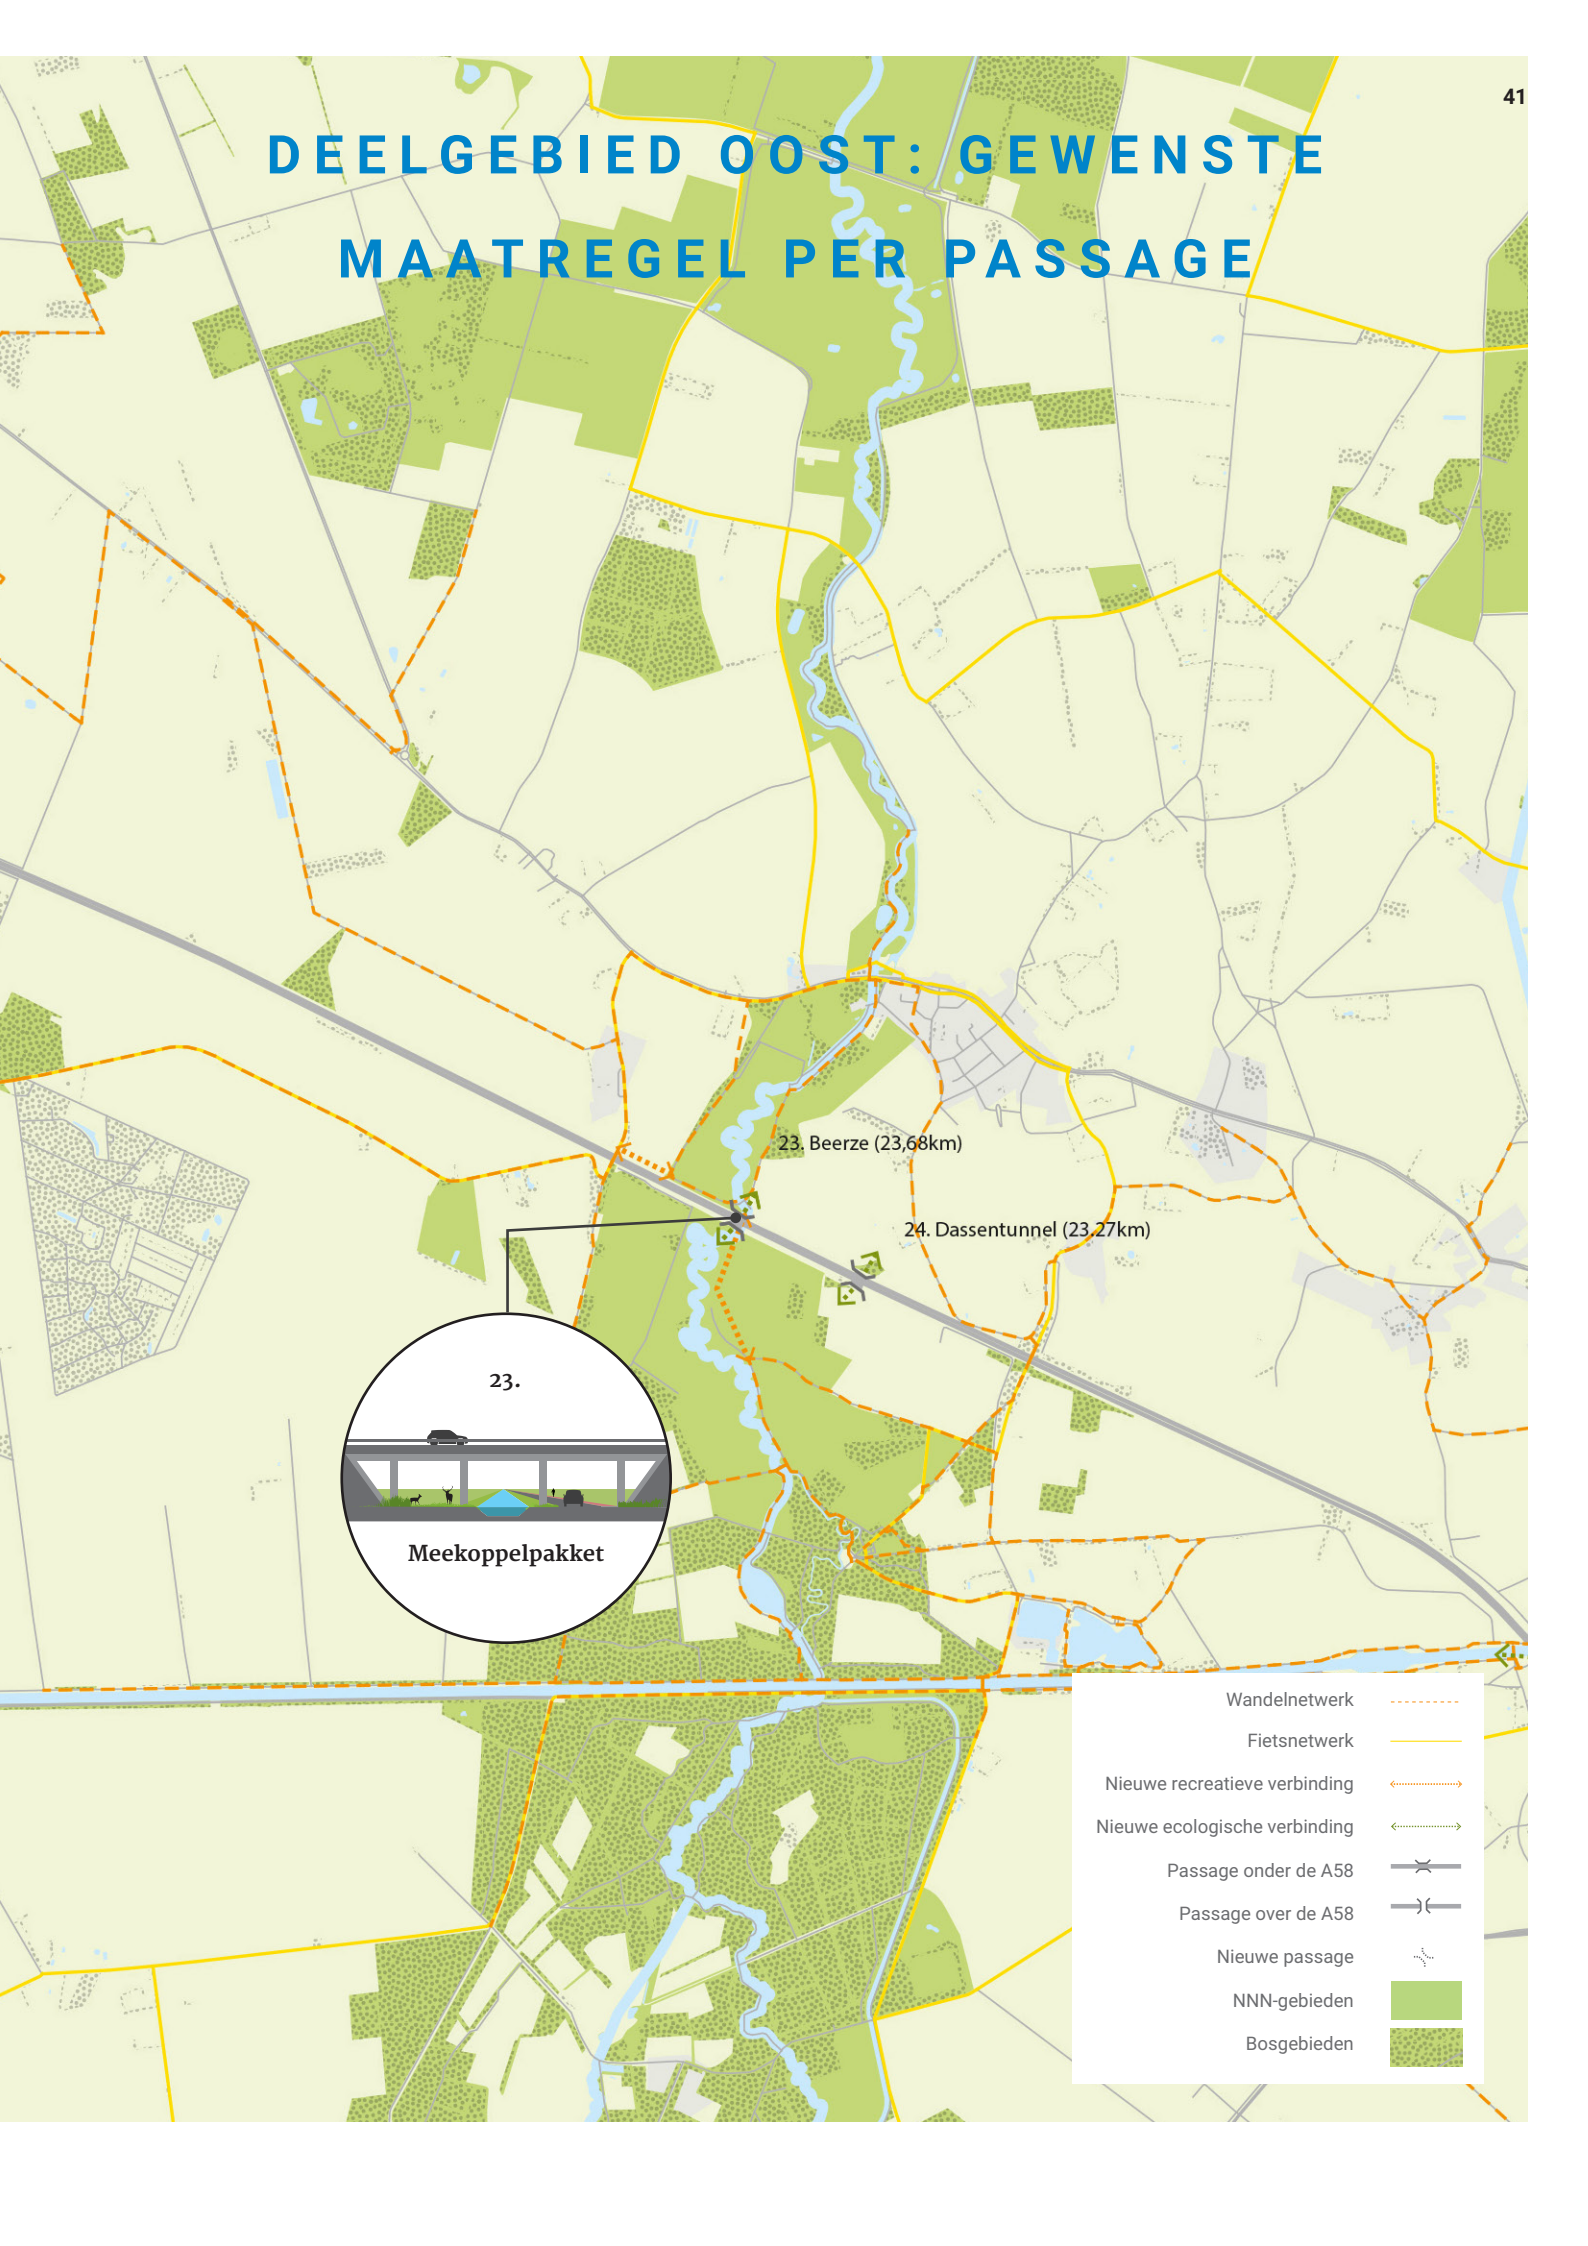 41
DEELGEBIED OOST: GEWENSTE
MAATREGEL PER PASSAGE
23. Beerze (23,68km)
24. Dassentunnel (23.27km)
23.
Meekoppelpakket
Wandelnetwerk
Fietsnetwerk
Nieuwe recreatieve verbinding
Nieuwe ecologische verbinding
Passage onder de A58
Passage over de A58
Nieuwe passage
NNN-gebieden
Bosgebieden